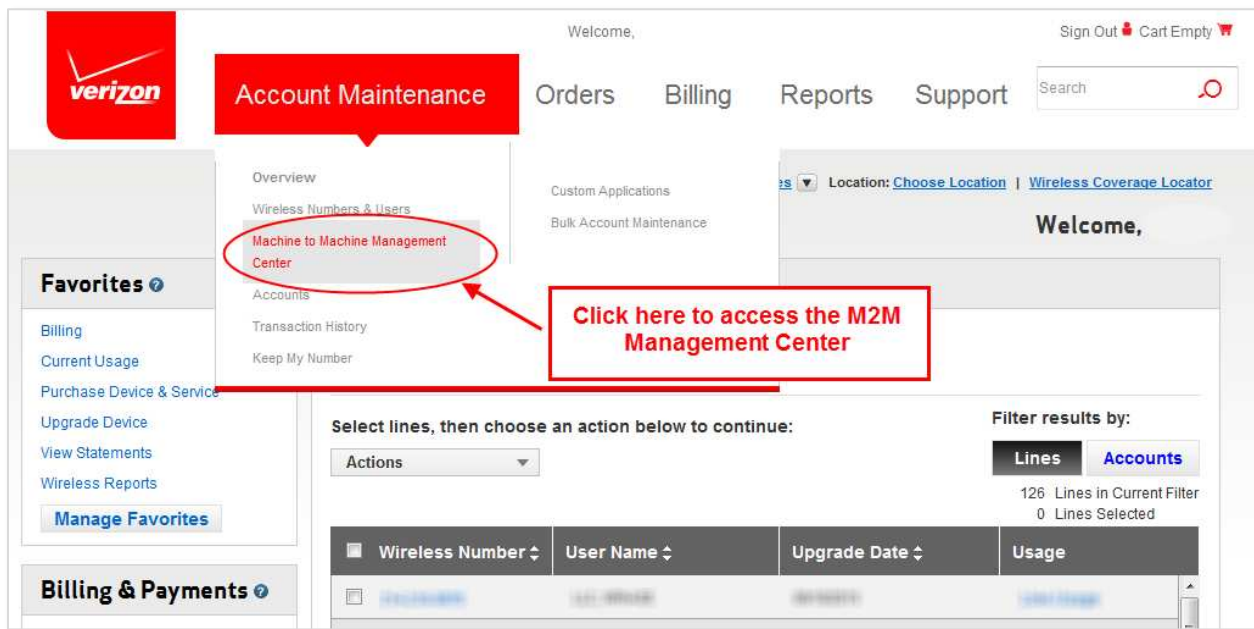 Welcome,
Sign Out Cart Empty
verizon
Account Maintenance
Orders
Billing
Reports
Support
Search
Overview
Wireless Numbers & Users
Machine to Machine Management
Center
Accounts
Transaction History
Keep My Number
Custom Applications
Bulk Account Maintenance
Location: Choose Location | Wireless Coverage Locator
Welcome,
Click here to access the M2M
Management Center
Favorites
Billing
Current Usage
Purchase Device & Service
Upgrade Device
View Statements
Wireless Reports
Manage Favorites
Billing & Payments
Select lines, then choose an action below to continue:
Actions
Filter results by:
Lines
Accounts
126 Lines in Current Filter
0 Lines Selected
Wireless Number
User Name
Upgrade Date
Usage